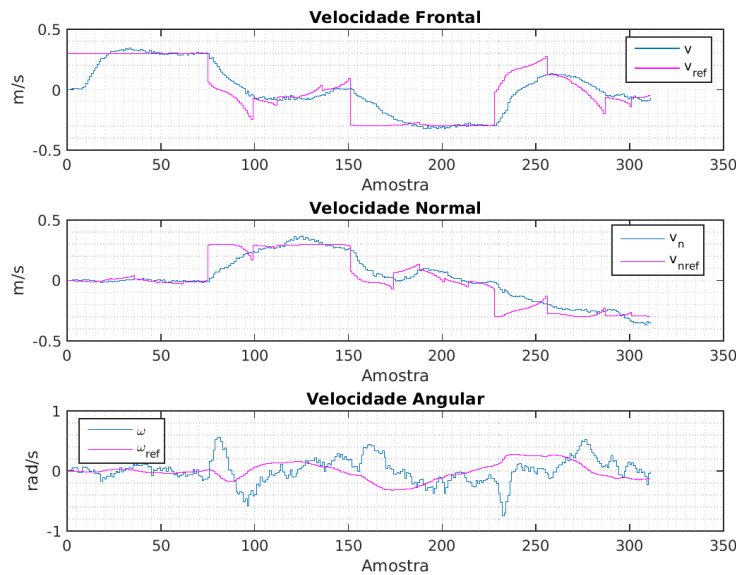 Velocidade Frontal
0.5
0
-0.5
m/s
v
v_ref
0 50 100 150 200 250 300 350
Amostra
Velocidade Normal
0.5
0
-0.5
m/s
v_n
v_nref
0 50 100 150 200 250 300 350
Amostra
Velocidade Angular
1
0
-1
rad/s
ω
ω_ref
0 50 100 150 200 250 300 350
Amostra